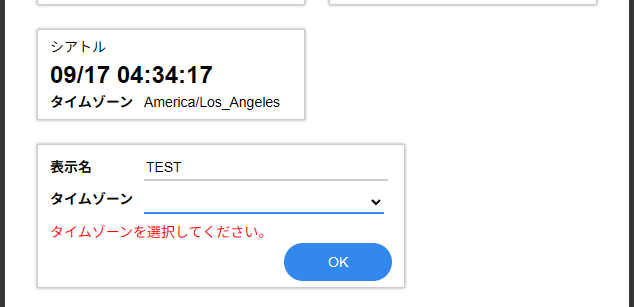 シアトル
09/17 04:34:17
タイムゾーン America/Los_Angeles
表示名 TEST
タイムゾーン
タイムゾーンを選択してください。
OK